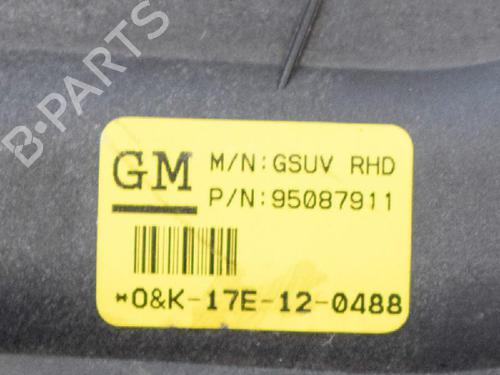 B-PARTS
GM
M/N:GSUV RHD
P/N:95087911
*O&K-17E-12-0488